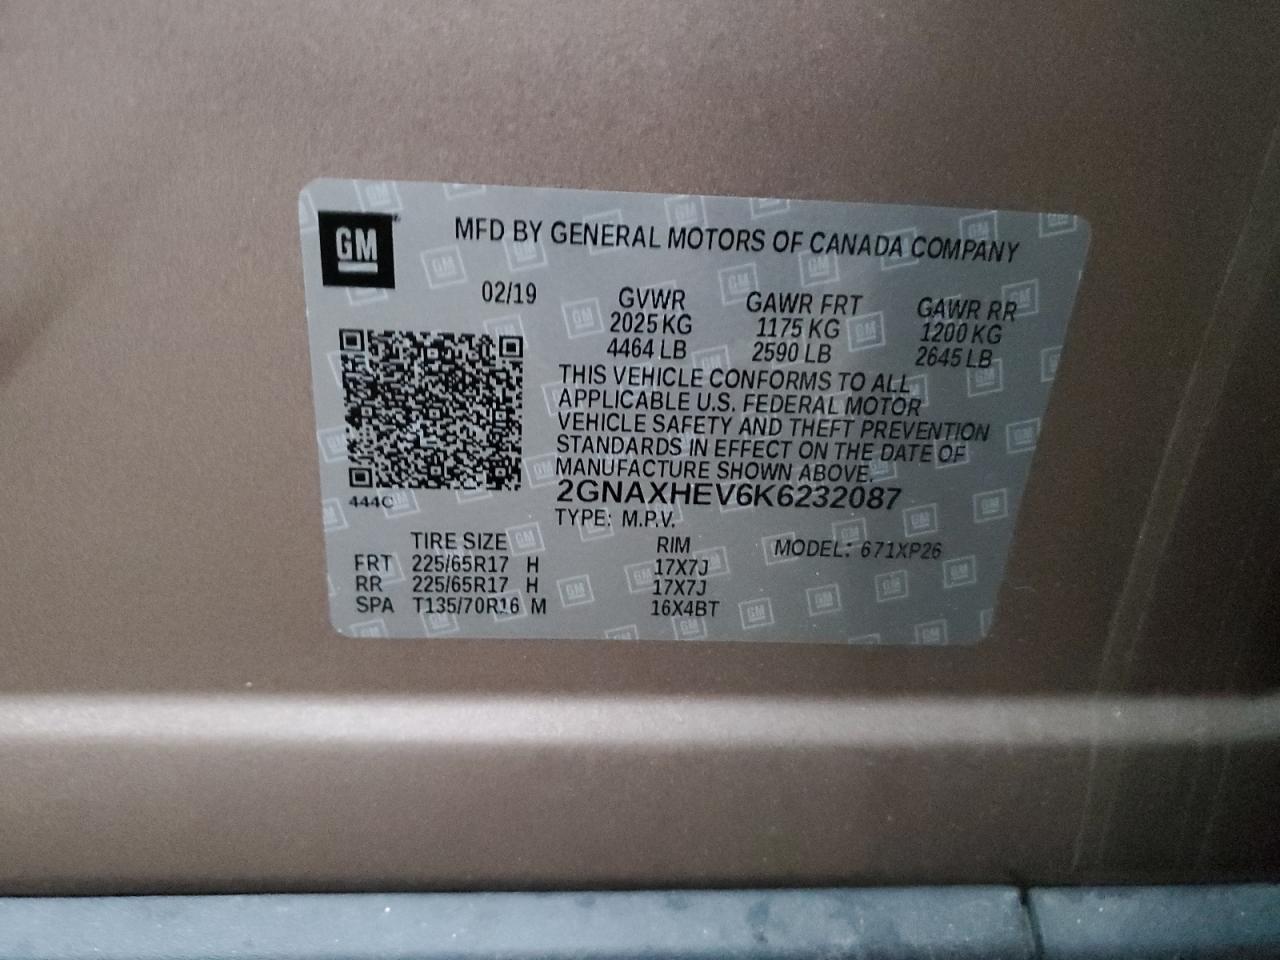 GM
MFD BY GENERAL MOTORS OF CANADA COMPANY
02/19 GVWR GAWR FRT GAWR RR
2025 KG 1175 KG 1200 KG
4464 LB 2590 LB 2645 LB
THIS VEHICLE CONFORMS TO ALL
APPLICABLE U.S. FEDERAL MOTOR
VEHICLE SAFETY AND THEFT PREVENTION
STANDARDS IN EFFECT ON THE DATE OF
MANUFACTURE SHOWN ABOVE.
444C 2GNAXHEV6K6232087
TYPE: M.P.V.
TIRE SIZE RIM MODEL: 671XP26
FRT 225/65R17 H 17X7J
RR 225/65R17 H 17X7J
SPA T135/70R16 M 16X4BT